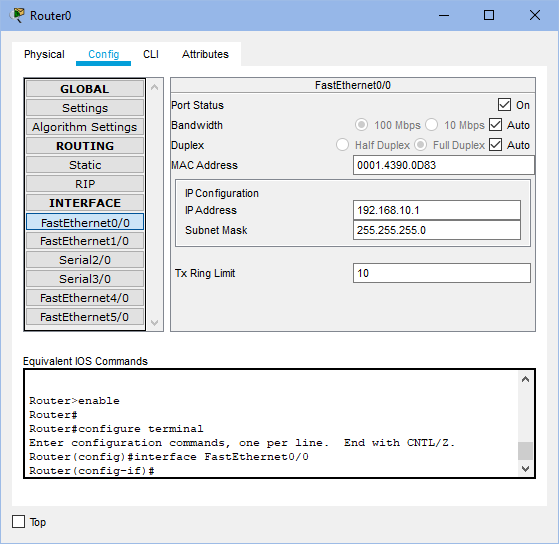 Router0
Physical Config CLI Attributes
GLOBAL
Settings
Algorithm Settings
ROUTING
Static
RIP
INTERFACE
FastEthernet0/0
FastEthernet1/0
Serial2/0
Serial3/0
FastEthernet4/0
FastEthernet5/0
FastEthernet0/0
Port Status On
Bandwidth 100 Mbps 10 Mbps Auto
Duplex Half Duplex Full Duplex Auto
MAC Address 0001.4390.0D83
IP Configuration
IP Address 192.168.10.1
Subnet Mask 255.255.255.0
Tx Ring Limit 10
Equivalent IOS Commands
Router>enable
Router#
Router#configure terminal
Enter configuration commands, one per line. End with CNTL/Z.
Router(config)#interface FastEthernet0/0
Router(config-if)#
Top